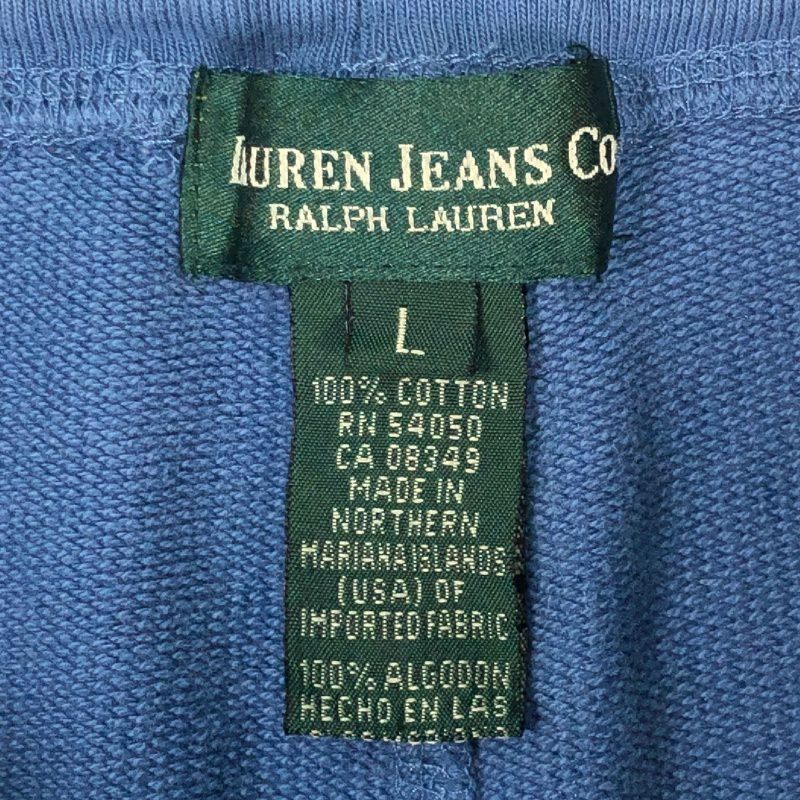 LAUREN JEANS Co
RALPH LAUREN
L
100% COTTON
RN 54050
CA 08349
MADE IN
NORTHERN
MARIANA ISLANDS
(USA) OF
IMPORTED FABRIC
100% ALGODON
HECHO EN LAS